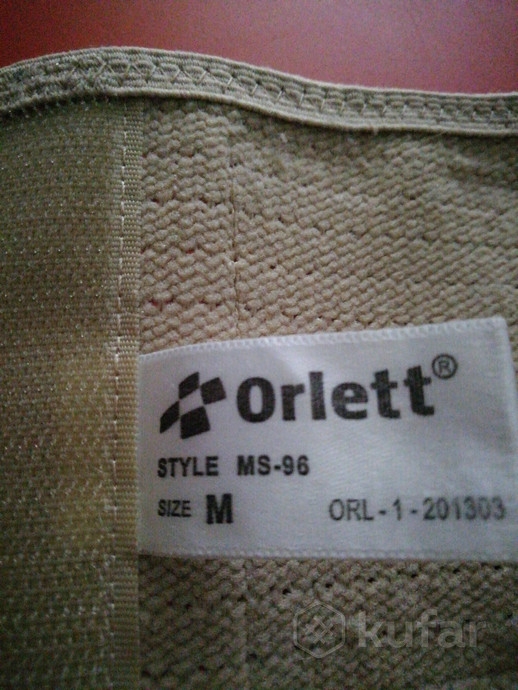 Orlett®
STYLE MS-96
SIZE M ORL-1-201303
kufar